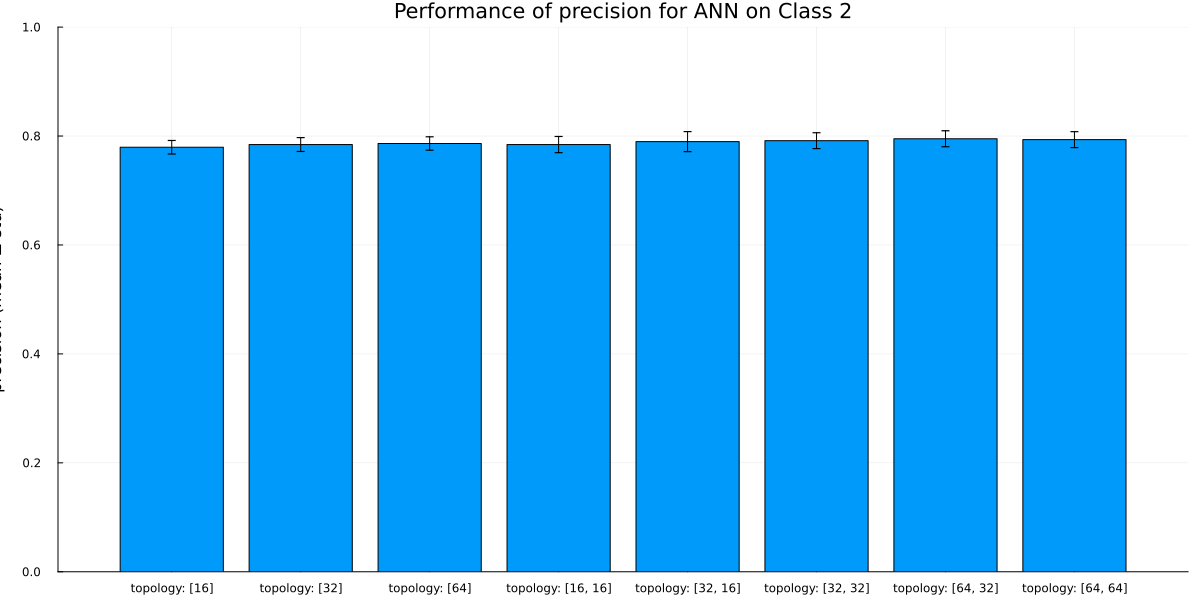 Performance of precision for ANN on Class 2
1.0
0.8
0.6
0.4
0.2
0.0
topology: [16]
topology: [32]
topology: [64]
topology: [16, 16]
topology: [32, 16]
topology: [32, 32]
topology: [64, 32]
topology: [64, 64]